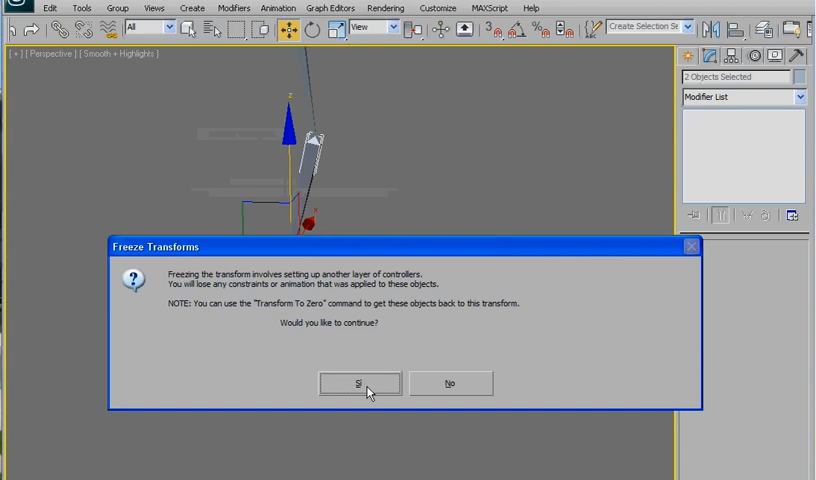 Edit Tools Group Views Create Modifiers Animation Graph Editors Rendering Customize MAXScript Help
All View 3 Create Selection Se
[ + ] [ Perspective ] [ Smooth + Highlights ]
2 Objects Selected
Modifier List
z
x
Freeze Transforms
Freezing the transform involves setting up another layer of controllers.
You will lose any constraints or animation that was applied to these objects.
NOTE: You can use the "Transform To Zero" command to get these objects back to this transform.
Would you like to continue?
Sí No